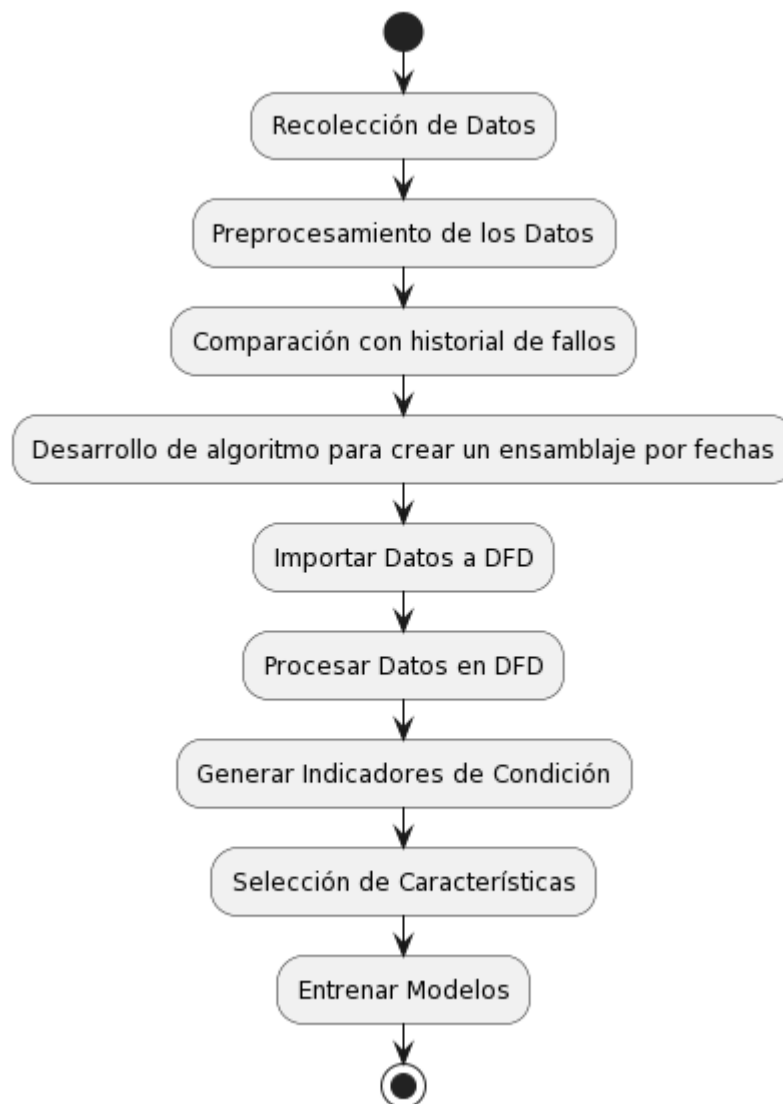 Recolección de Datos
Preprocesamiento de los Datos
Comparación con historial de fallos
Desarrollo de algoritmo para crear un ensamblaje por fechas
Importar Datos a DFD
Procesar Datos en DFD
Generar Indicadores de Condición
Selección de Características
Entrenar Modelos